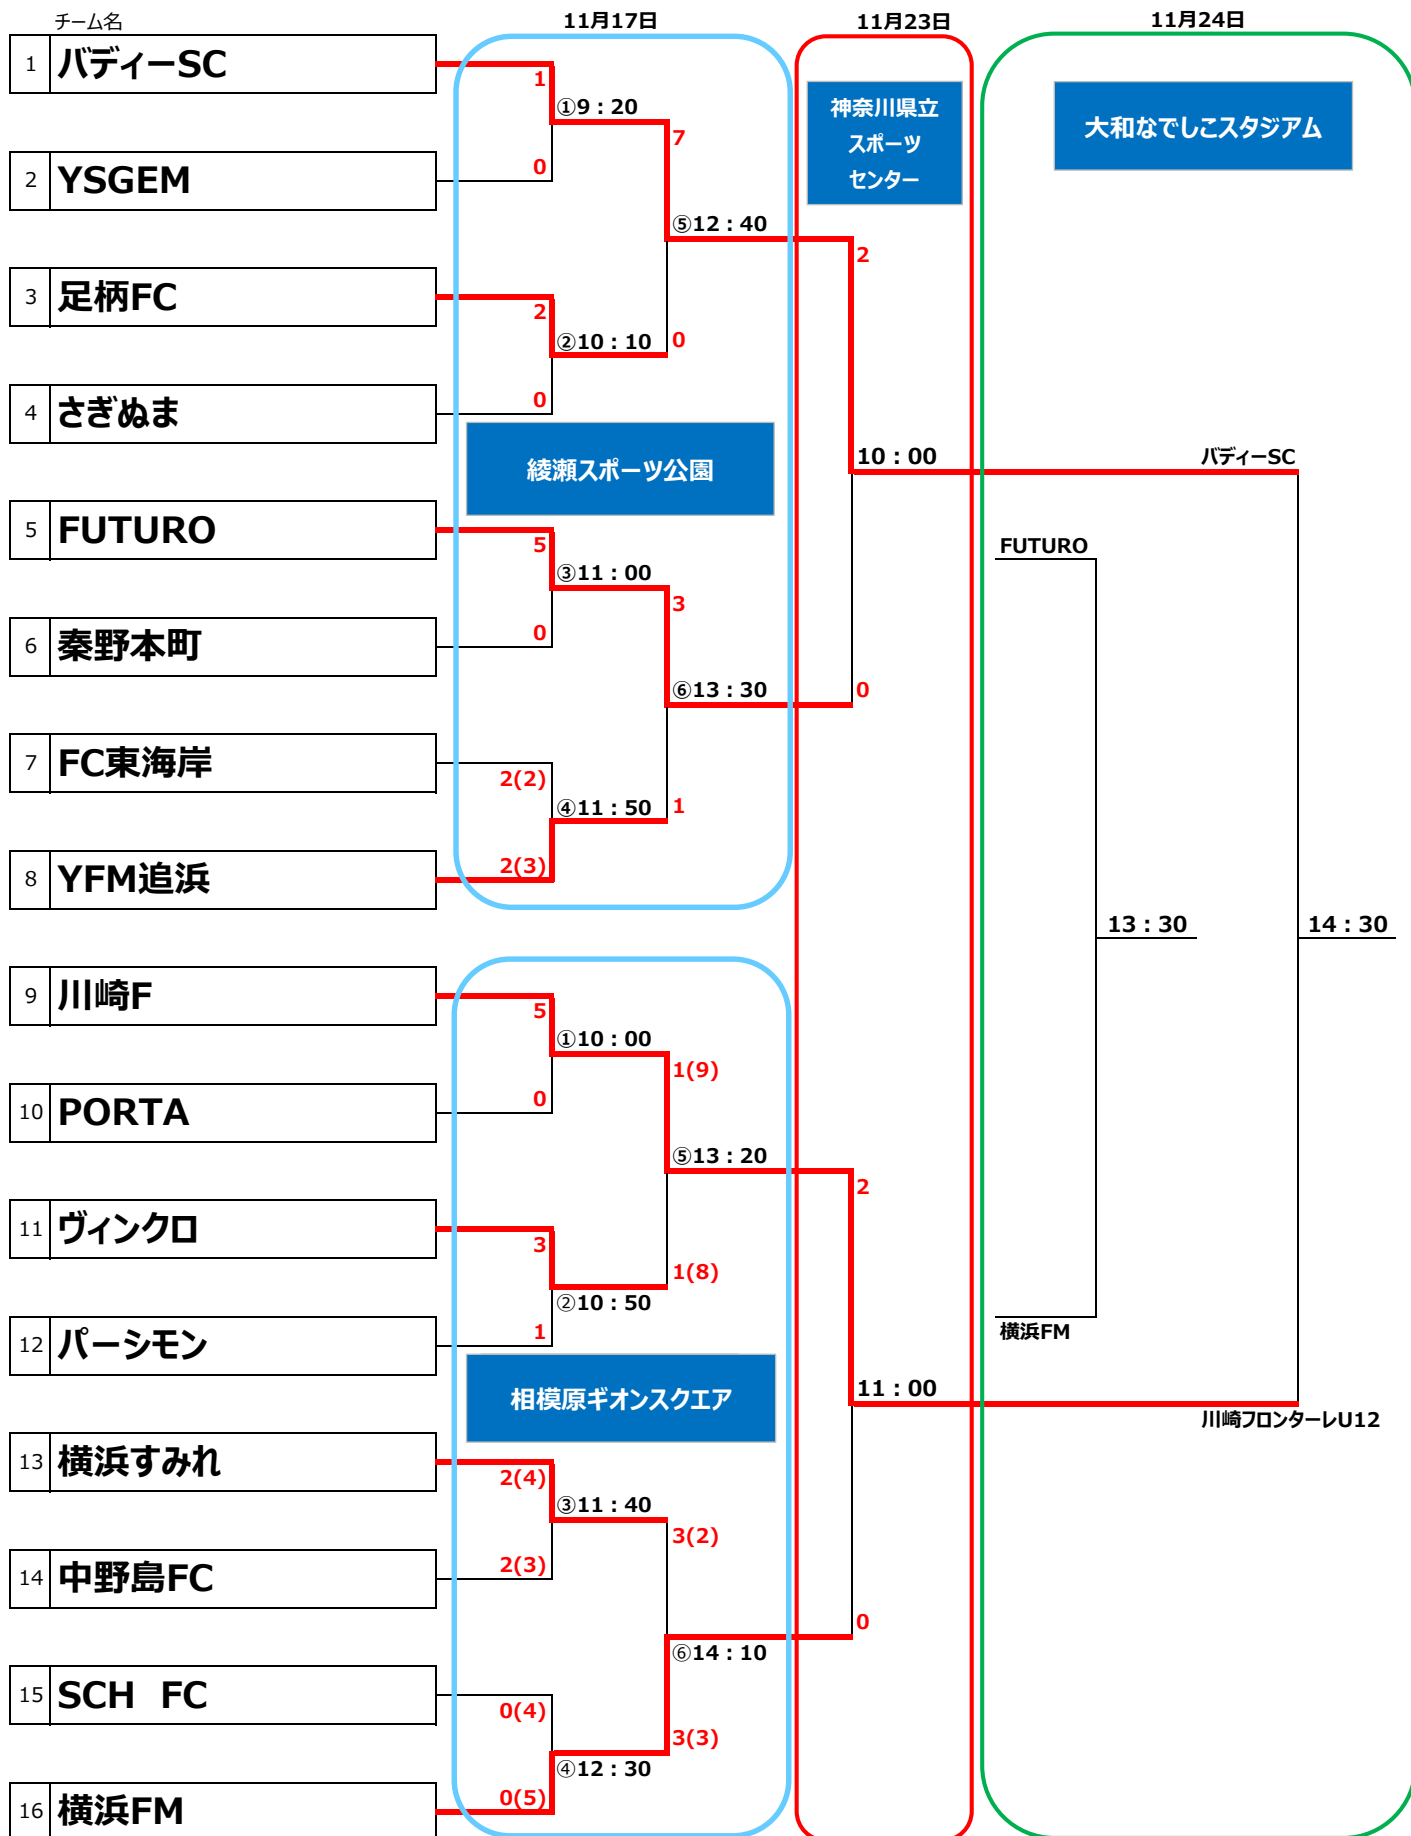 チーム名
11月17日
11月23日
11月24日
1 バディーSC
1
①9：20
7
神奈川県立
スポーツ
センター
大和なでしこスタジアム
2 YSGEM
0
⑤12：40
2
3 足柄FC
2
②10：10
0
4 さぎぬま
0
綾瀬スポーツ公園
10：00
バディーSC
5 FUTURO
5
③11：00
3
FUTURO
6 秦野本町
0
⑥13：30
0
7 FC東海岸
2(2)
④11：50
1
8 YFM追浜
2(3)
13：30
14：30
9 川崎F
5
①10：00
1(9)
10 PORTA
0
⑤13：20
2
11 ヴィンクロ
3
1(8)
②10：50
12 パーシモン
1
横浜FM
相模原ギオンスクエア
11：00
川崎フロンターレU12
13 横浜すみれ
2(4)
③11：40
3(2)
14 中野島FC
2(3)
0
⑥14：10
15 SCH FC
0(4)
3(3)
④12：30
16 横浜FM
0(5)